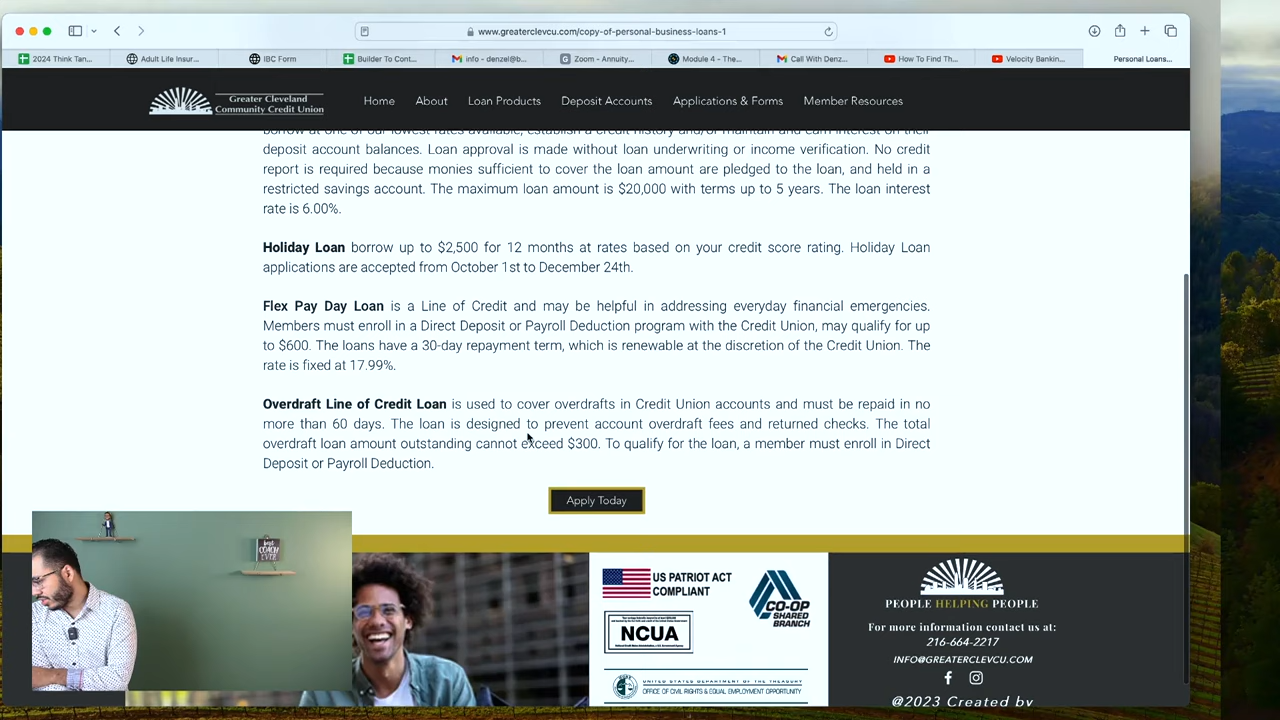 www.greaterclevcu.com/copy-of-personal-business-loans-1
2024 Think Tan...
Adult Life Insur...
IBC Form
Builder To Cont...
info - denzel@b...
Zoom - Annuity...
Module 4 - The...
Call With Denz...
How To Find Th...
Velocity Bankin...
Personal Loans...
Greater Cleveland
Community Credit Union
Home
About
Loan Products
Deposit Accounts
Applications & Forms
Member Resources
borrow at one of our lowest rates available, establish a credit history and/or maintain and earn interest on their
deposit account balances. Loan approval is made without loan underwriting or income verification. No credit
report is required because monies sufficient to cover the loan amount are pledged to the loan, and held in a
restricted savings account. The maximum loan amount is $20,000 with terms up to 5 years. The loan interest
rate is 6.00%.
Holiday Loan borrow up to $2,500 for 12 months at rates based on your credit score rating. Holiday Loan
applications are accepted from October 1st to December 24th.
Flex Pay Day Loan is a Line of Credit and may be helpful in addressing everyday financial emergencies.
Members must enroll in a Direct Deposit or Payroll Deduction program with the Credit Union, may qualify for up
to $600. The loans have a 30-day repayment term, which is renewable at the discretion of the Credit Union. The
rate is fixed at 17.99%.
Overdraft Line of Credit Loan is used to cover overdrafts in Credit Union accounts and must be repaid in no
more than 60 days. The loan is designed to prevent account overdraft fees and returned checks. The total
overdraft loan amount outstanding cannot exceed $300. To qualify for the loan, a member must enroll in Direct
Deposit or Payroll Deduction.
Apply Today
best
COACH
EVER
US PATRIOT ACT
COMPLIANT
CO-OP
SHARED
BRANCH
NCUA
UNITED STATES DEPARTMENT OF THE TREASURY
OFFICE OF CIVIL RIGHTS & EQUAL EMPLOYMENT OPPORTUNITY
PEOPLE HELPING PEOPLE
For more information contact us at:
216-664-2217
INFO@GREATERCLEVCU.COM
@2023 Created by